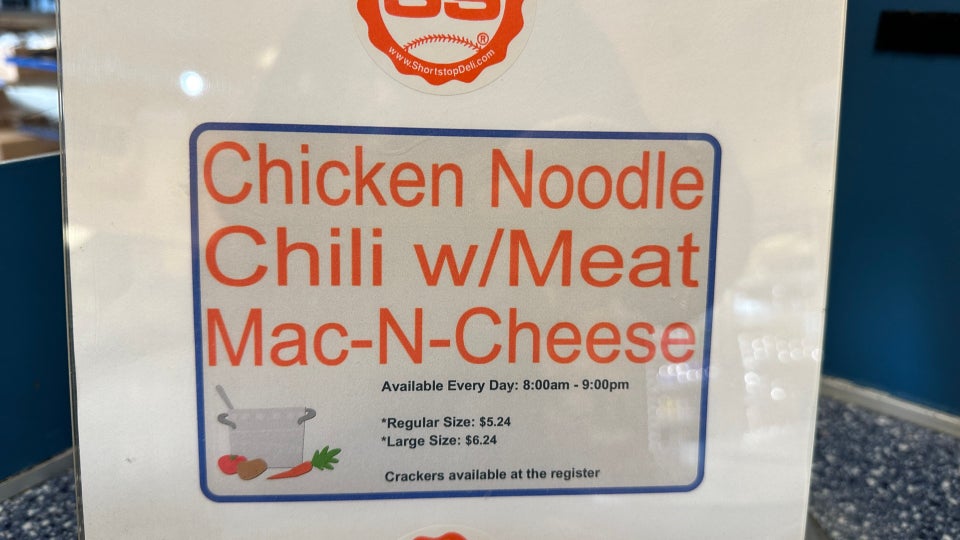 ®
www.ShortstopDeli.com
Chicken Noodle
Chili w/Meat
Mac-N-Cheese
Available Every Day: 8:00am - 9:00pm
*Regular Size: $5.24
*Large Size: $6.24
Crackers available at the register